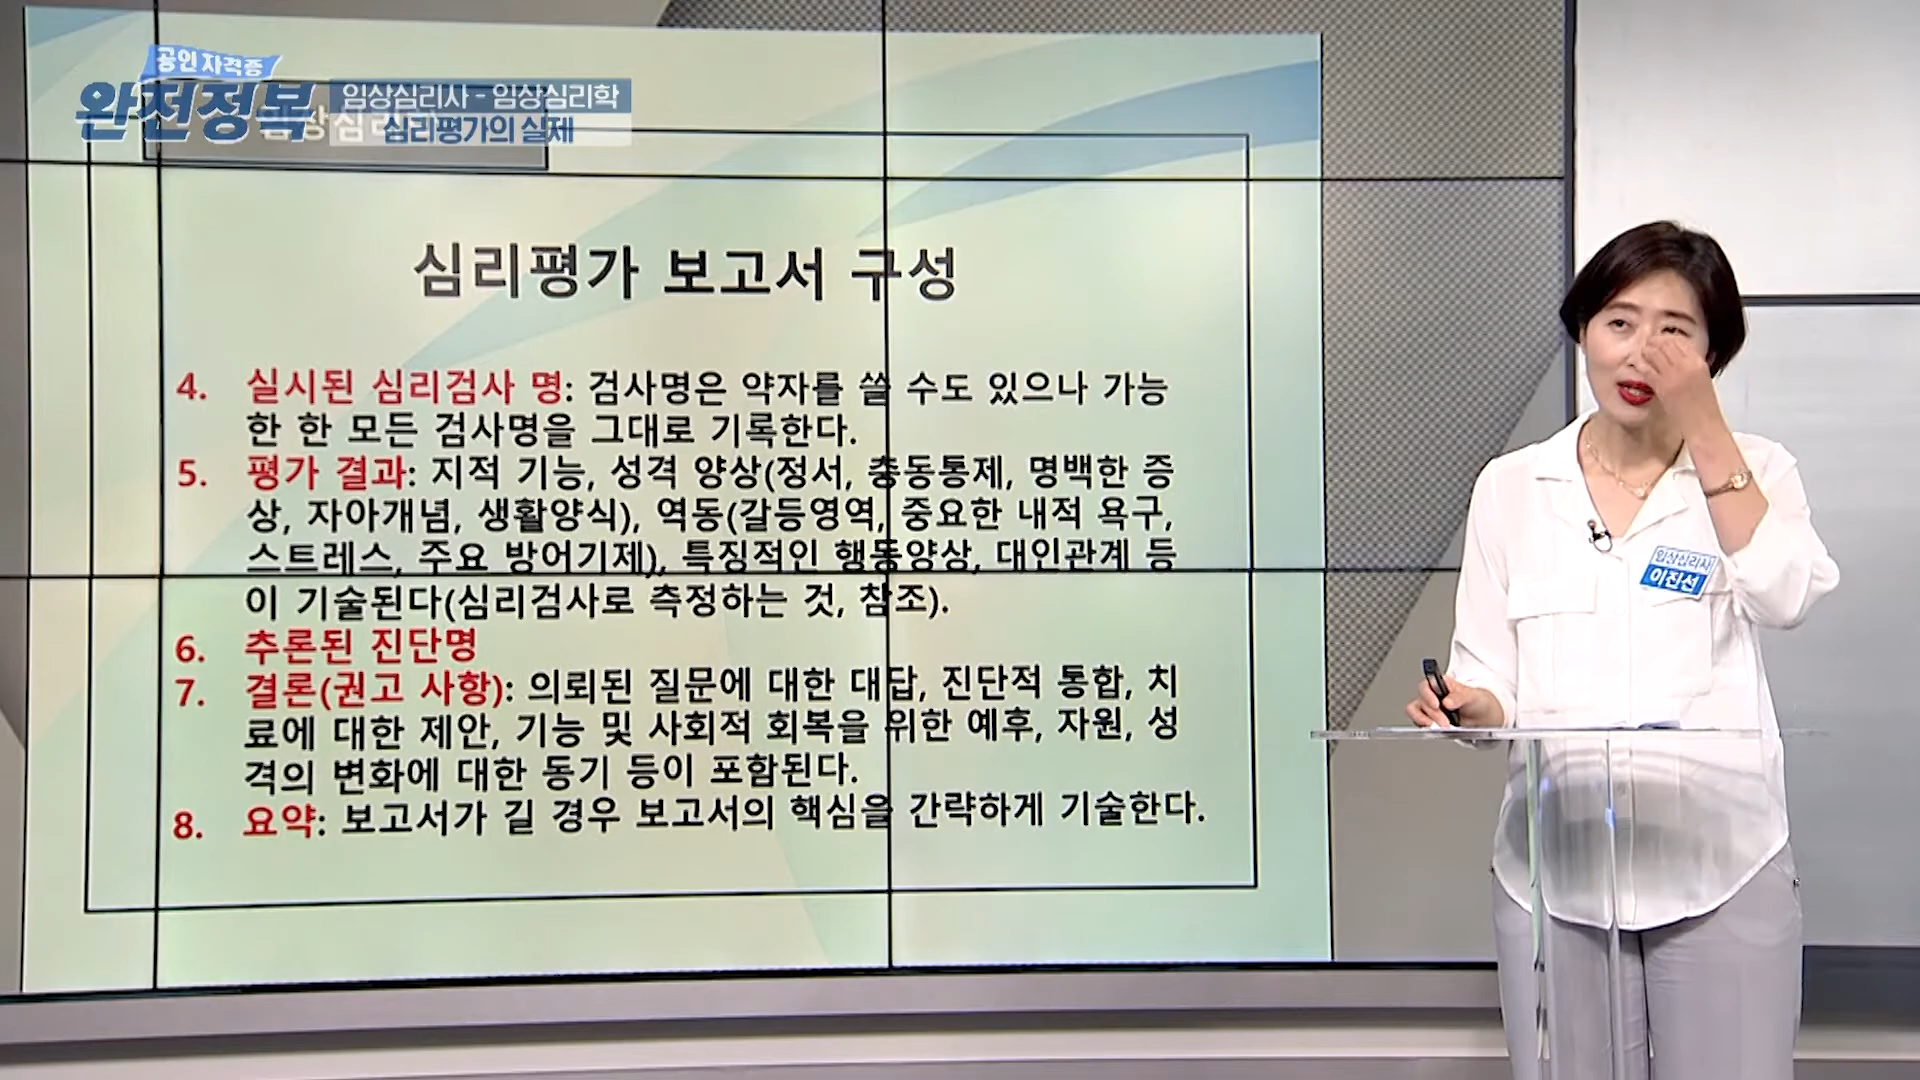 공인 자격증
완전정복
임상심리사 - 임상심리학
심리평가의 실제
심리평가 보고서 구성
4. 실시된 심리검사 명: 검사명은 약자를 쓸 수도 있으나 가능
한 한 모든 검사명을 그대로 기록한다.
5. 평가 결과: 지적 기능, 성격 양상(정서, 충동통제, 명백한 증
상, 자아개념, 생활양식), 역동(갈등영역, 중요한 내적 욕구,
스트레스, 주요 방어기제), 특징적인 행동양상, 대인관계 등
이 기술된다(심리검사로 측정하는 것, 참조).
6. 추론된 진단명
7. 결론(권고 사항): 의뢰된 질문에 대한 대답, 진단적 통합, 치
료에 대한 제안, 기능 및 사회적 회복을 위한 예후, 자원, 성
격의 변화에 대한 동기 등이 포함된다.
8. 요약: 보고서가 길 경우 보고서의 핵심을 간략하게 기술한다.
임상심리사
이진선